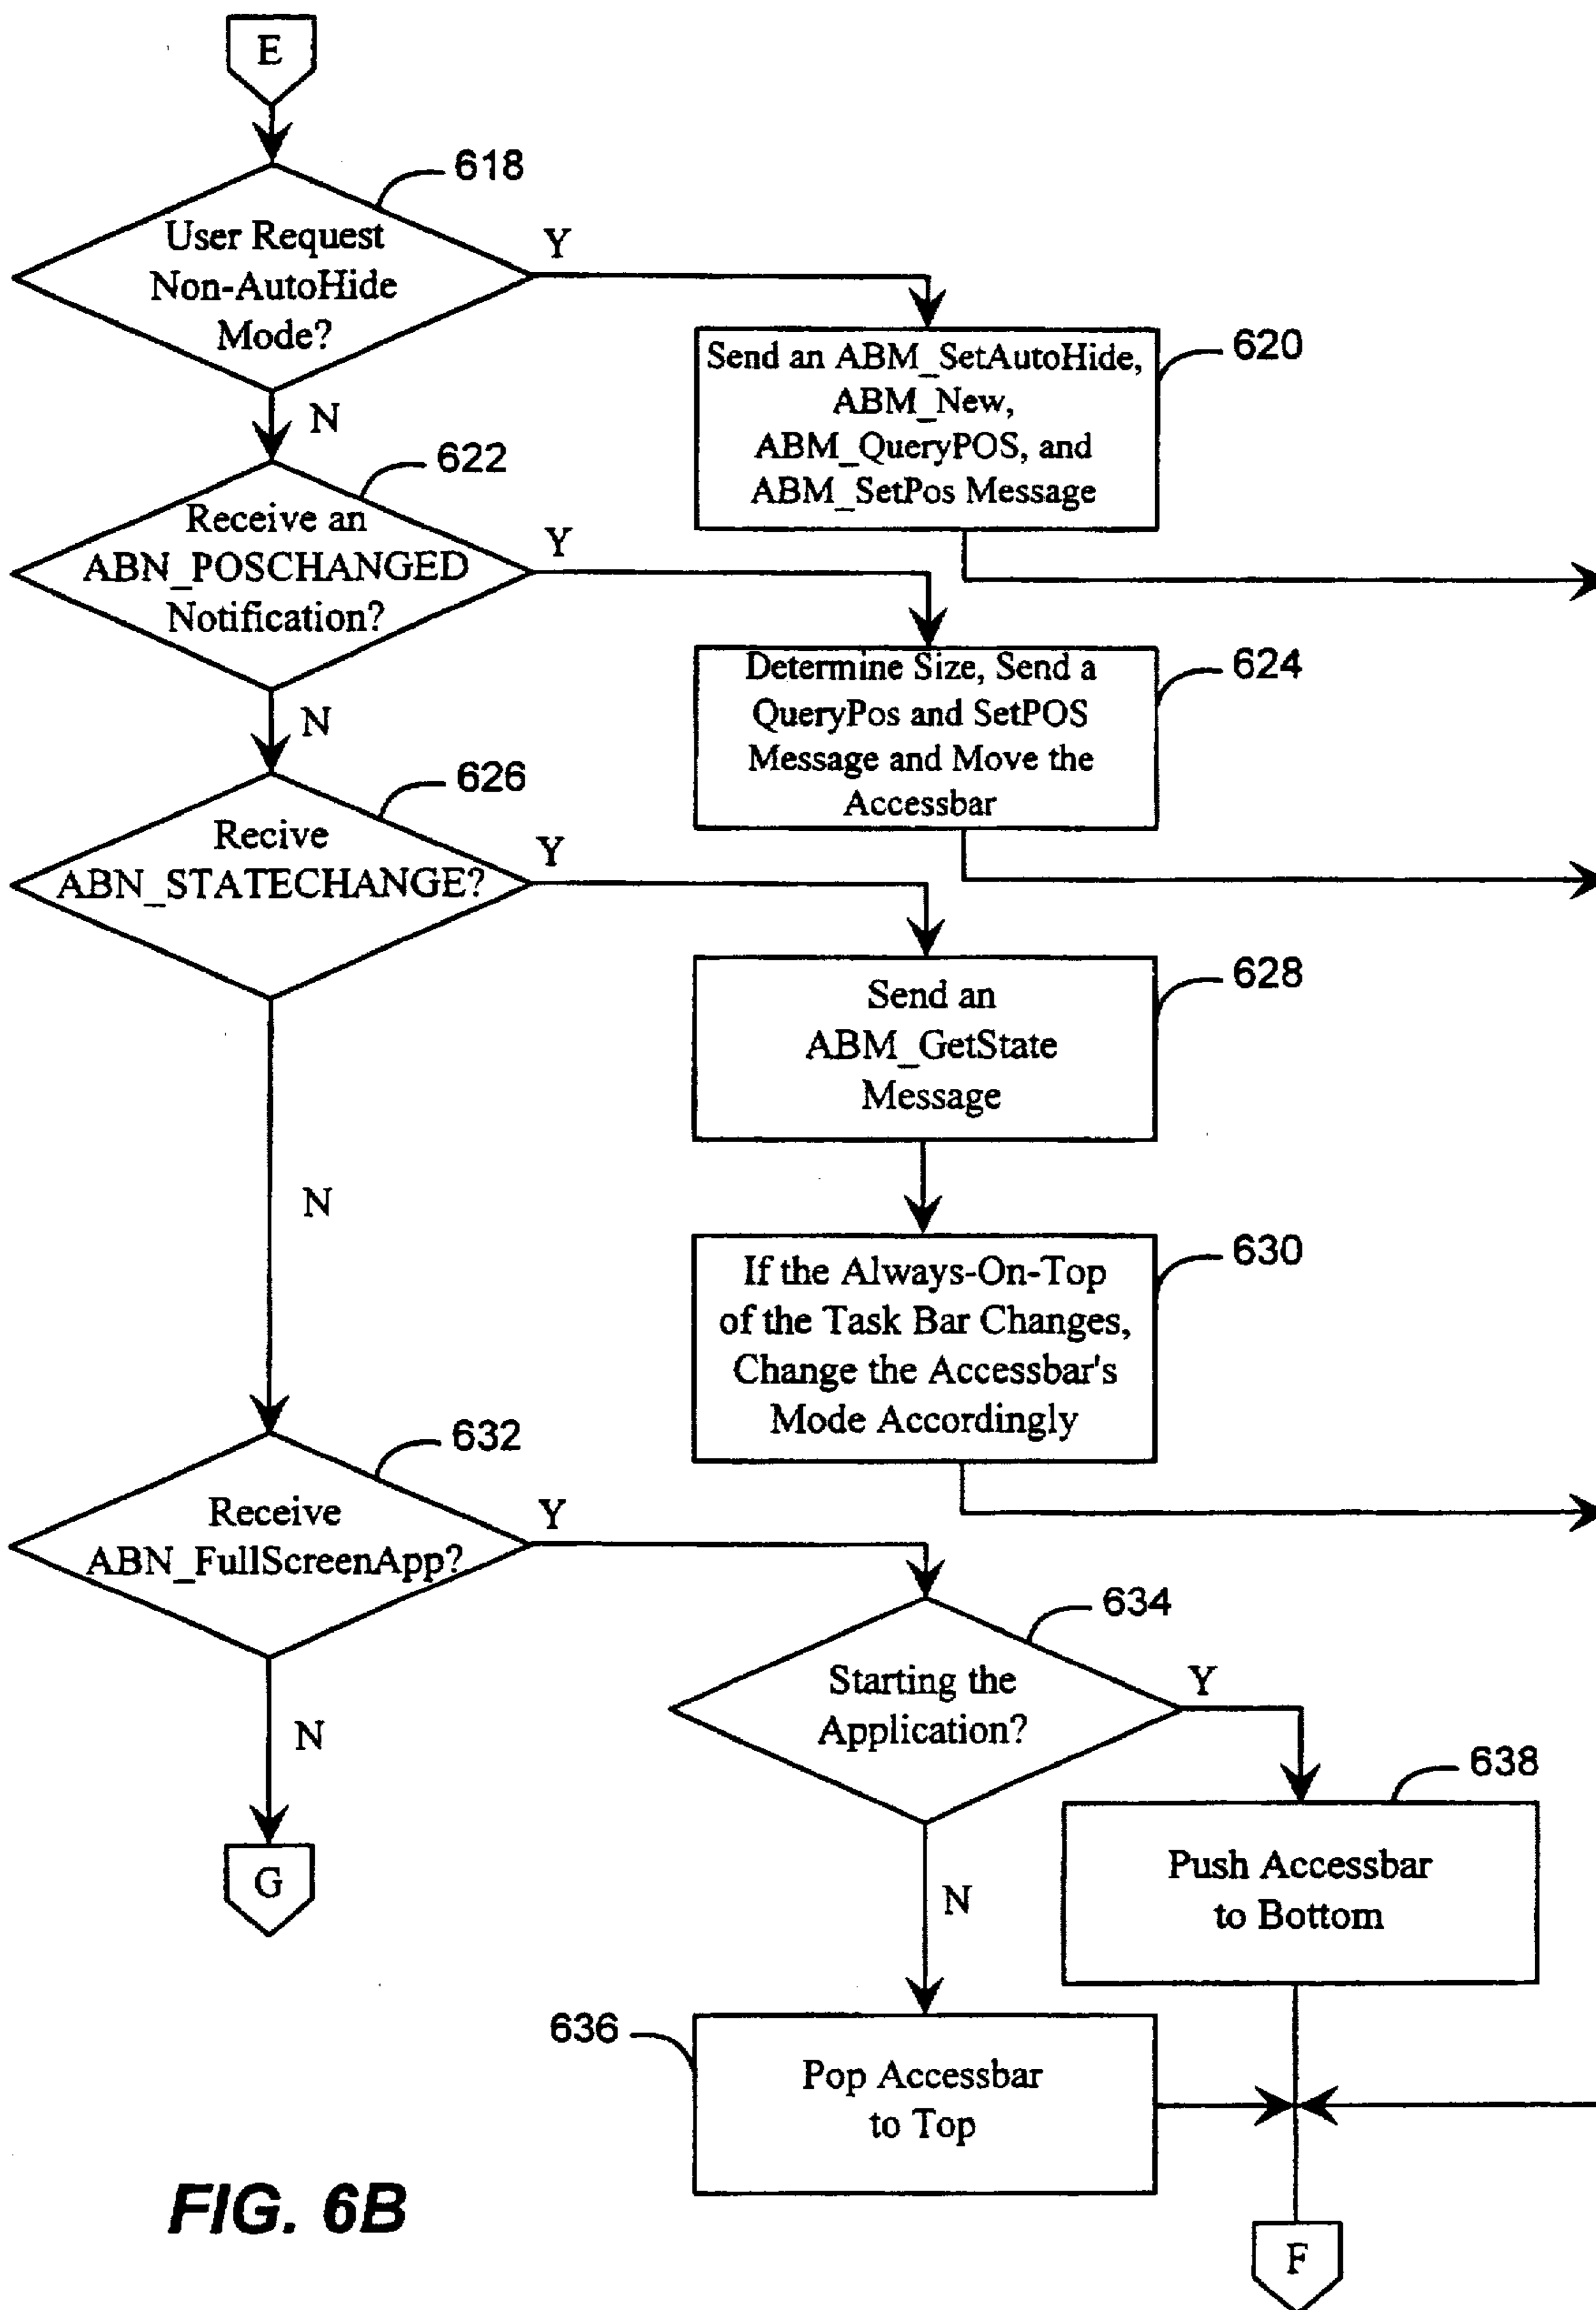 E
618
User Request
Non-AutoHide
Mode?
Y
N
Send an ABM_SetAutoHide,
ABM_New,
ABM_QueryPOS, and
ABM_SetPos Message
620
622
Receive an
ABN_POSCHANGED
Notification?
Y
N
Determine Size, Send a
QueryPos and SetPOS
Message and Move the
Accessbar
624
626
Recive
ABN_STATECHANGE?
Y
N
Send an
ABM_GetState
Message
628
If the Always-On-Top
of the Task Bar Changes,
Change the Accessbar's
Mode Accordingly
630
632
Receive
ABN_FullScreenApp?
Y
N
G
634
Starting the
Application?
Y
N
638
Push Accessbar
to Bottom
636
Pop Accessbar
to Top
F
FIG. 6B